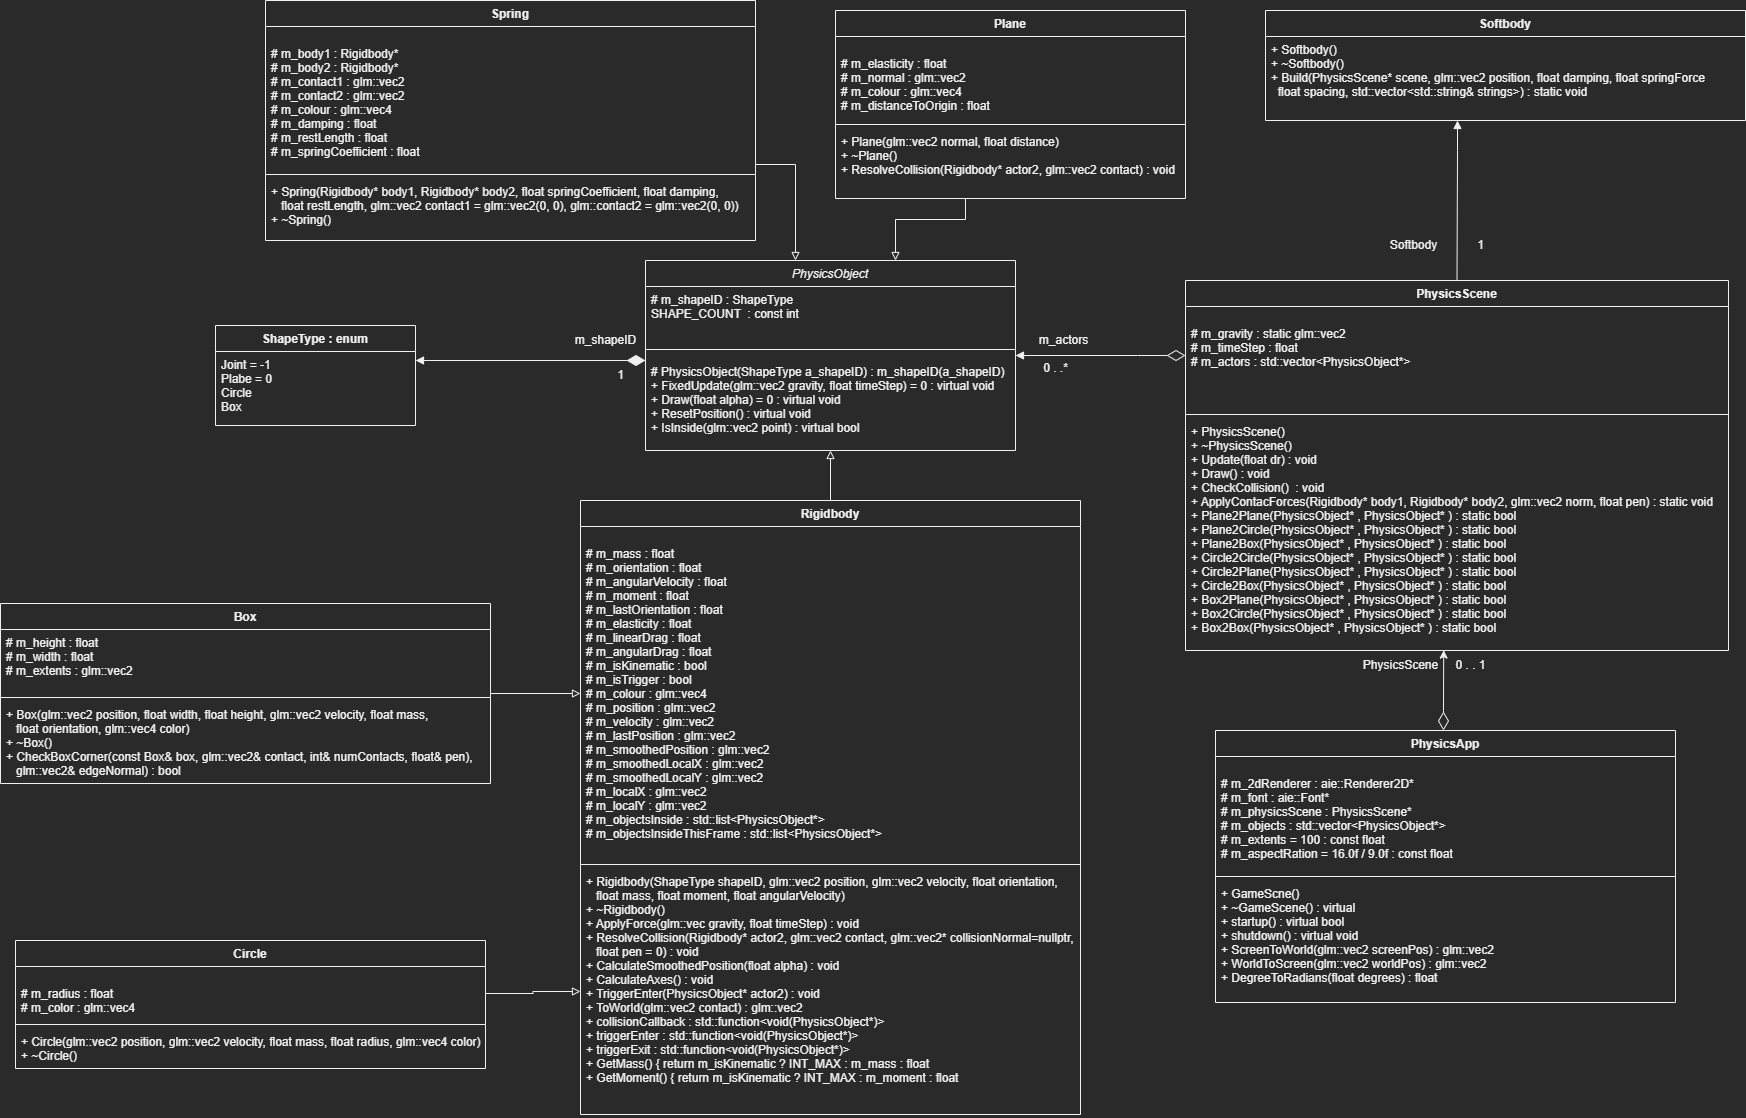 Spring
# m_body1 : Rigidbody*
# m_body2 : Rigidbody*
# m_contact1 : glm::vec2
# m_contact2 : glm::vec2
# m_colour : glm::vec4
# m_damping : float
# m_restLength : float
# m_springCoefficient : float
+ Spring(Rigidbody* body1, Rigidbody* body2, float springCoefficient, float damping,
float restLength, glm::vec2 contact1 = glm::vec2(0, 0), glm::contact2 = glm::vec2(0, 0))
+ ~Spring()
Plane
# m_elasticity : float
# m_normal : glm::vec2
# m_colour : glm::vec4
# m_distanceToOrigin : float
+ Plane(glm::vec2 normal, float distance)
+ ~Plane()
+ ResolveCollision(Rigidbody* actor2, glm::vec2 contact) : void
Softbody
+ Softbody()
+ ~Softbody()
+ Build(PhysicsScene* scene, glm::vec2 position, float damping, float springForce
float spacing, std::vector<std::string& strings>) : static void
Softbody
1
PhysicsObject
# m_shapeID : ShapeType
SHAPE_COUNT : const int
# PhysicsObject(ShapeType a_shapeID) : m_shapeID(a_shapeID)
+ FixedUpdate(glm::vec2 gravity, float timeStep) = 0 : virtual void
+ Draw(float alpha) = 0 : virtual void
+ ResetPosition() : virtual void
+ IsInside(glm::vec2 point) : virtual bool
ShapeType : enum
Joint = -1
Plabe = 0
Circle
Box
m_shapeID
1
m_actors
0 . .*
PhysicsScene
# m_gravity : static glm::vec2
# m_timeStep : float
# m_actors : std::vector<PhysicsObject*>
+ PhysicsScene()
+ ~PhysicsScene()
+ Update(float dr) : void
+ Draw() : void
+ CheckCollision() : void
+ ApplyContacForces(Rigidbody* body1, Rigidbody* body2, glm::vec2 norm, float pen) : static void
+ Plane2Plane(PhysicsObject* , PhysicsObject* ) : static bool
+ Plane2Circle(PhysicsObject* , PhysicsObject* ) : static bool
+ Plane2Box(PhysicsObject* , PhysicsObject* ) : static bool
+ Circle2Circle(PhysicsObject* , PhysicsObject* ) : static bool
+ Circle2Plane(PhysicsObject* , PhysicsObject* ) : static bool
+ Circle2Box(PhysicsObject* , PhysicsObject* ) : static bool
+ Box2Plane(PhysicsObject* , PhysicsObject* ) : static bool
+ Box2Circle(PhysicsObject* , PhysicsObject* ) : static bool
+ Box2Box(PhysicsObject* , PhysicsObject* ) : static bool
PhysicsScene
0 . . 1
Rigidbody
# m_mass : float
# m_orientation : float
# m_angularVelocity : float
# m_moment : float
# m_lastOrientation : float
# m_elasticity : float
# m_linearDrag : float
# m_angularDrag : float
# m_isKinematic : bool
# m_isTrigger : bool
# m_colour : glm::vec4
# m_position : glm::vec2
# m_velocity : glm::vec2
# m_lastPosition : glm::vec2
# m_smoothedPosition : glm::vec2
# m_smoothedLocalX : glm::vec2
# m_smoothedLocalY : glm::vec2
# m_localX : glm::vec2
# m_localY : glm::vec2
# m_objectsInside : std::list<PhysicsObject*>
# m_objectsInsideThisFrame : std::list<PhysicsObject*>
+ Rigidbody(ShapeType shapeID, glm::vec2 position, glm::vec2 velocity, float orientation,
float mass, float moment, float angularVelocity)
+ ~Rigidbody()
+ ApplyForce(glm::vec gravity, float timeStep) : void
+ ResolveCollision(Rigidbody* actor2, glm::vec2 contact, glm::vec2* collisionNormal=nullptr,
float pen = 0) : void
+ CalculateSmoothedPosition(float alpha) : void
+ CalculateAxes() : void
+ TriggerEnter(PhysicsObject* actor2) : void
+ ToWorld(glm::vec2 contact) : glm::vec2
+ collisionCallback : std::function<void(PhysicsObject*)>
+ triggerEnter : std::function<void(PhysicsObject*)>
+ triggerExit : std::function<void(PhysicsObject*)>
+ GetMass() { return m_isKinematic ? INT_MAX : m_mass : float
+ GetMoment() { return m_isKinematic ? INT_MAX : m_moment : float
Box
# m_height : float
# m_width : float
# m_extents : glm::vec2
+ Box(glm::vec2 position, float width, float height, glm::vec2 velocity, float mass,
float orientation, glm::vec4 color)
+ ~Box()
+ CheckBoxCorner(const Box& box, glm::vec2& contact, int& numContacts, float& pen),
glm::vec2& edgeNormal) : bool
PhysicsApp
# m_2dRenderer : aie::Renderer2D*
# m_font : aie::Font*
# m_physicsScene : PhysicsScene*
# m_objects : std::vector<PhysicsObject*>
# m_extents = 100 : const float
# m_aspectRation = 16.0f / 9.0f : const float
+ GameScne()
+ ~GameScene() : virtual
+ startup() : virtual bool
+ shutdown() : virtual void
+ ScreenToWorld(glm::vec2 screenPos) : glm::vec2
+ WorldToScreen(glm::vec2 worldPos) : glm::vec2
+ DegreeToRadians(float degrees) : float
Circle
# m_radius : float
# m_color : glm::vec4
+ Circle(glm::vec2 position, glm::vec2 velocity, float mass, float radius, glm::vec4 color)
+ ~Circle()